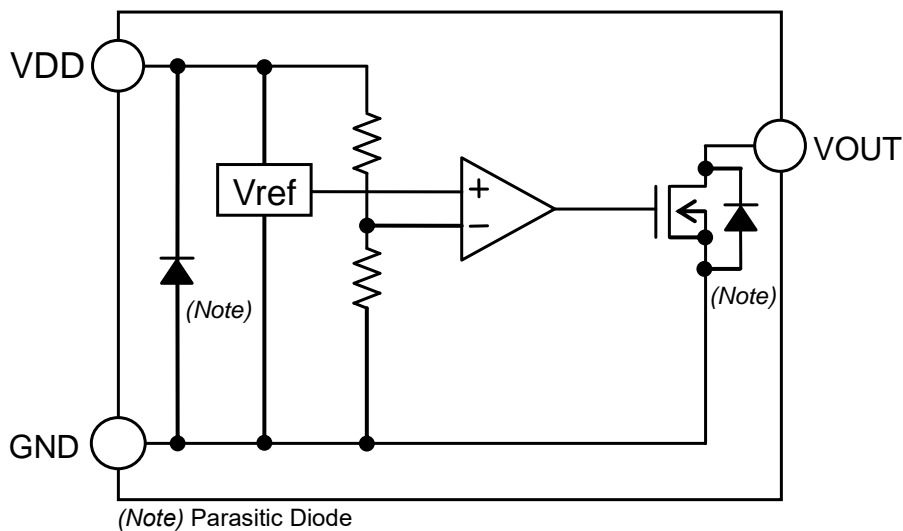 VDD
VOUT
Vref
+
−
(Note)
(Note)
GND
(Note) Parasitic Diode